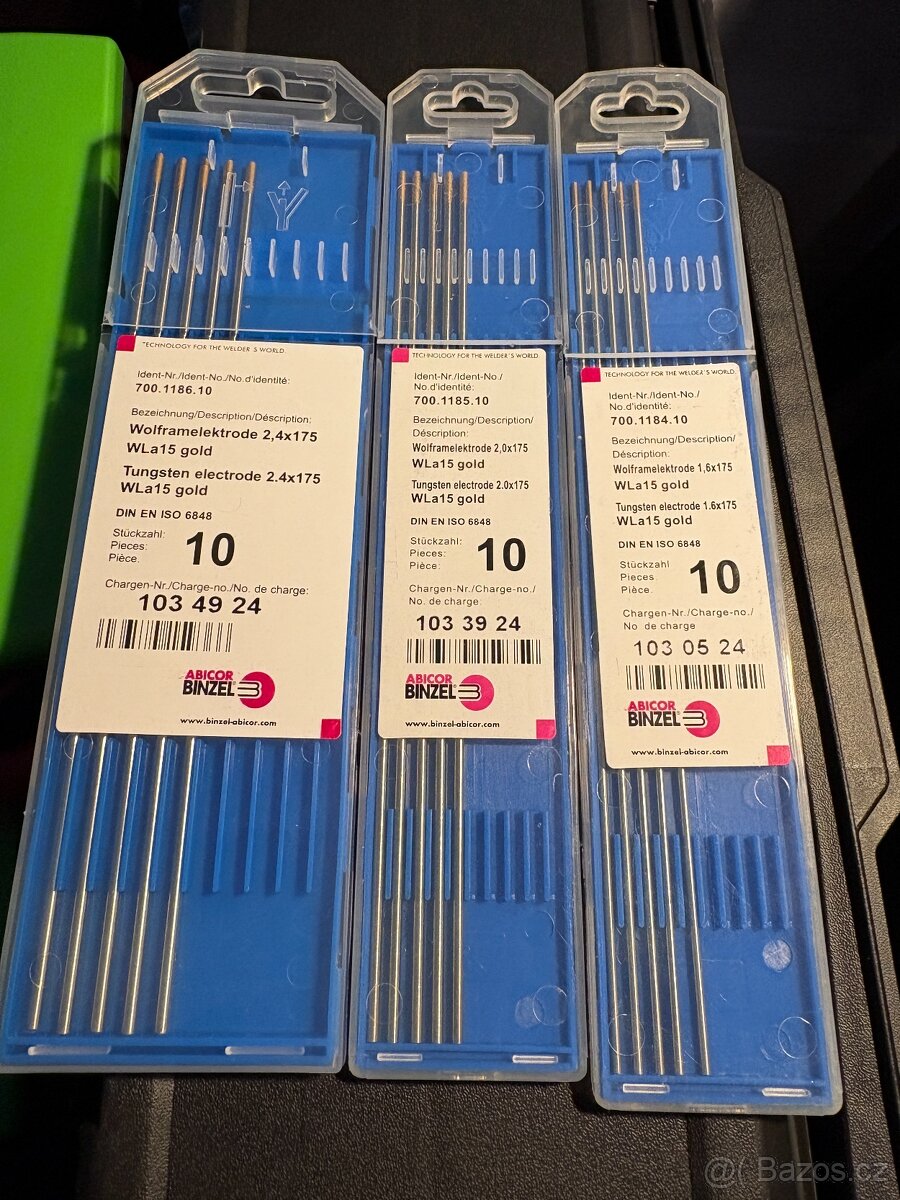 TECHNOLOGY FOR THE WELDER´S WORLD.
Ident-Nr./Ident-No./No.d'identité:
700.1186.10
Bezeichnung/Description/Déscription:
Wolframelektrode 2,4x175
WLa15 gold
Tungsten electrode 2.4x175
WLa15 gold
DIN EN ISO 6848
Stückzahl:
Pieces:
Pièce.
10
Chargen-Nr./Charge-no./No. de charge:
103 49 24
ABICOR
BINZEL
www.binzel-abicor.com
TECHNOLOGY FOR THE WELDER´S WORLD.
Ident-Nr./Ident-No./
No.d'identité:
700.1185.10
Bezeichnung/Description/
Déscription:
Wolframelektrode 2,0x175
WLa15 gold
Tungsten electrode 2.0x175
WLa15 gold
DIN EN ISO 6848
Stückzahl:
Pieces:
Pièce.
10
Chargen-Nr./Charge-no./
No. de charge:
103 39 24
ABICOR
BINZEL
www.binzel-abicor.com
TECHNOLOGY FOR THE WELDER´S WORLD.
Ident-Nr./Ident-No./
No.d'identité:
700.1184.10
Bezeichnung/Description/
Déscription:
Wolframelektrode 1,6x175
WLa15 gold
Tungsten electrode 1.6x175
WLa15 gold
DIN EN ISO 6848
Stückzahl
Pieces
Pièce.
10
Chargen-Nr./Charge-no./
No. de charge
103 05 24
ABICOR
BINZEL
www.binzel-abicor.com
@( Bazos.cz